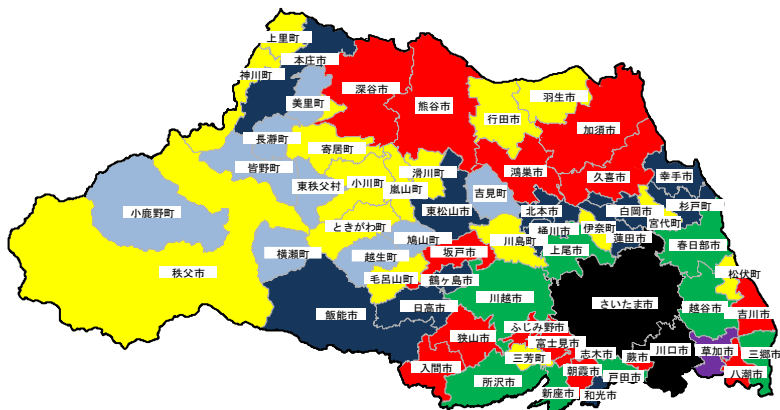 上里町
本庄市
神川町
深谷市
美里町
熊谷市
羽生市
行田市
加須市
長瀞町
寄居町
皆野町
滑川町
鴻巣市
久喜市
幸手市
東秩父村
小川町
嵐山町
吉見町
小鹿野町
東松山市
北本市
白岡市
杉戸町
ときがわ町
桶川市
伊奈町
宮代町
鳩山町
川島町
蓮田市
横瀬町
越生町
坂戸市
上尾市
春日部市
秩父市
毛呂山町
鶴ヶ島市
松伏町
川越市
さいたま市
越谷市
日高市
吉川市
飯能市
ふじみ野市
狭山市
富士見市
川口市
草加市
三芳町
志木市
蕨市
三郷市
入間市
朝霞市
戸田市
八潮市
所沢市
新座市
和光市